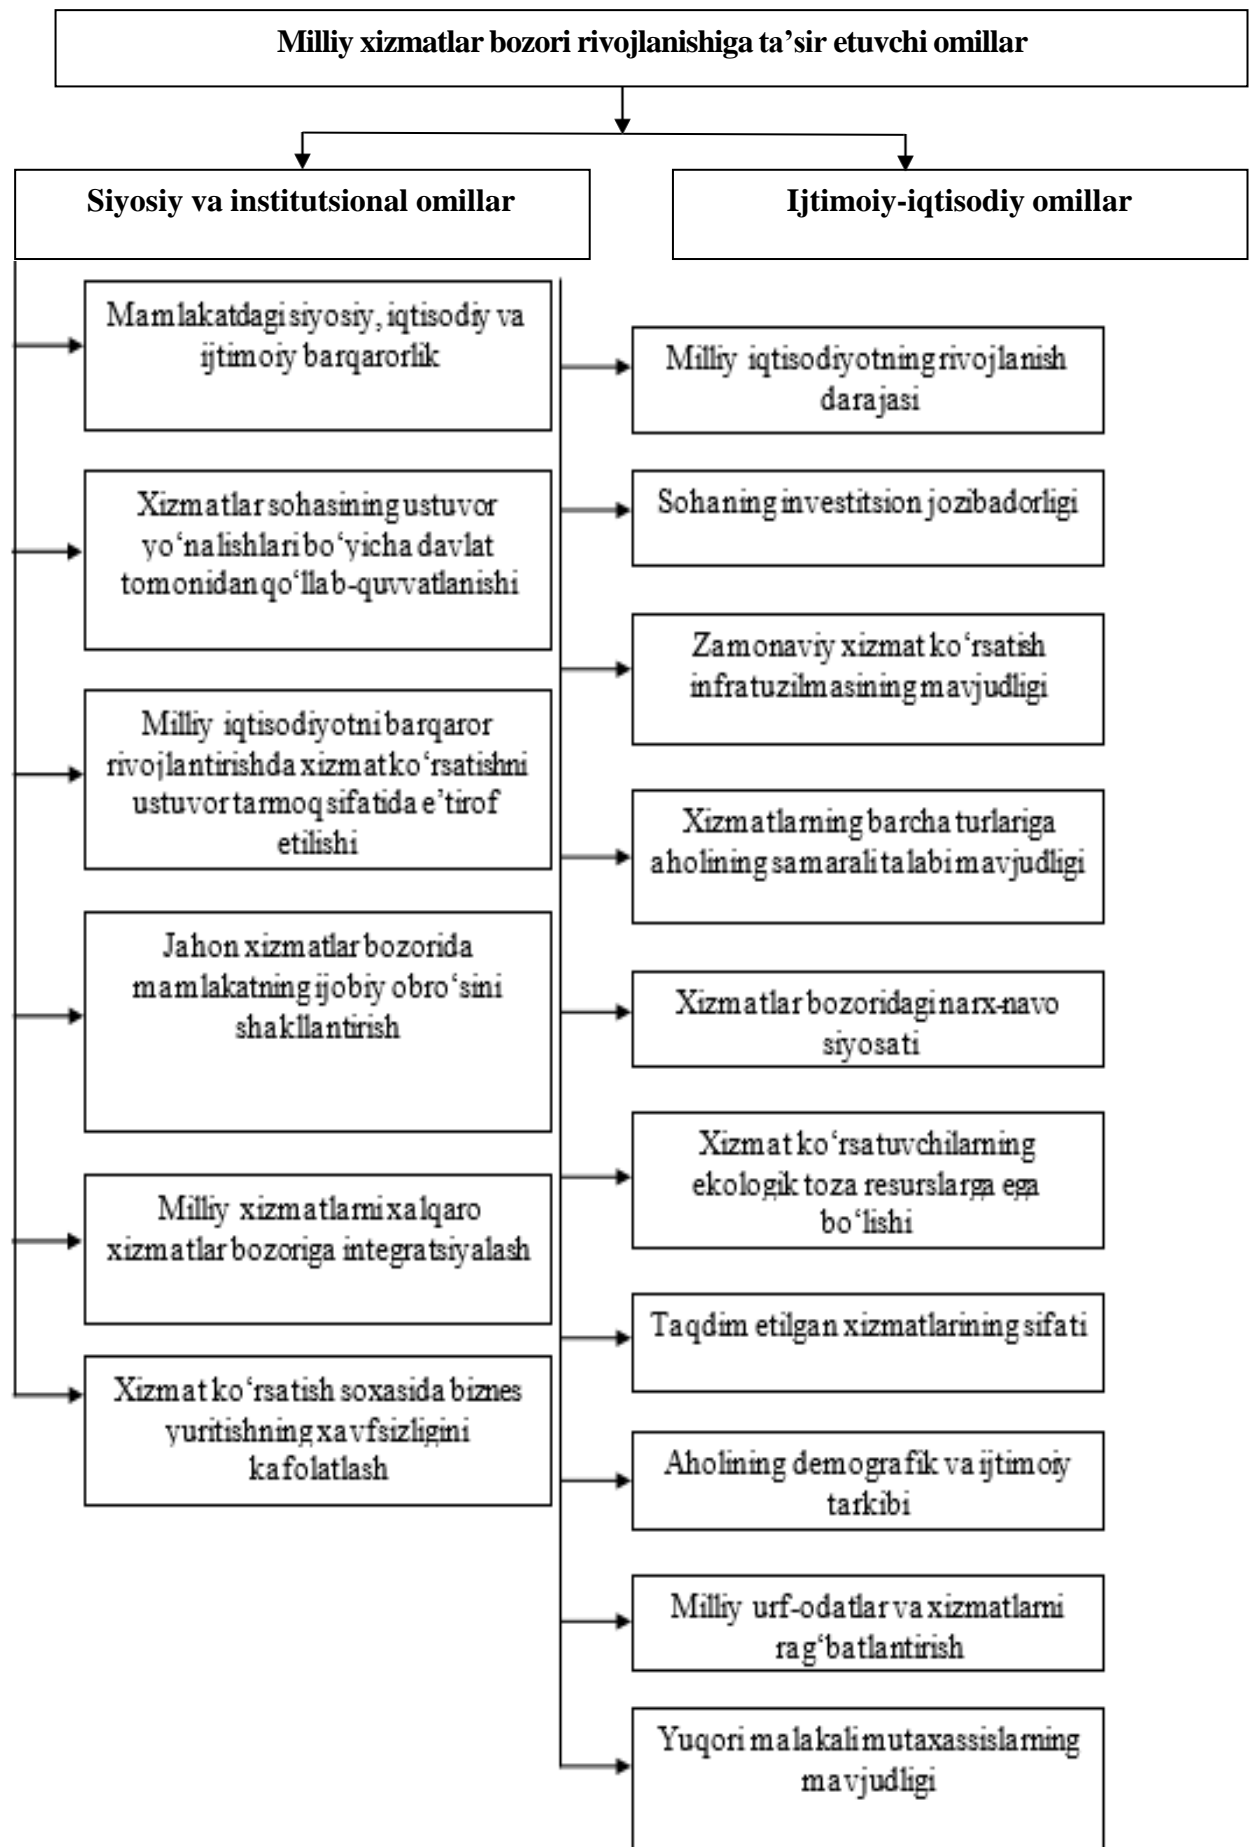 Milliy xizmatlar bozori rivojlanishiga ta’sir etuvchi omillar
Siyosiy va institutsional omillar
Mamlakatdagi siyosiy, iqtisodiy va
ijtimoiy barqarorlik
Xizmatlar sohasining ustuvor
yo‘nalishlari bo‘yicha davlat
tomonidan qo‘llab-quvvatlanishi
Milliy iqtisodiyotni barqaror
rivojlantirishda xizmat ko‘rsatishni
ustuvor tarmoq sifatida e’tirof
etilishi
Jahon xizmatlar bozorida
mamlakatning ijobiy obro‘sini
shakllantirish
Milliy xizmatlarni xalqaro
xizmatlar bozoriga integratsiyalash
Xizmat ko‘rsatish soxasida biznes
yuritishning xavfsizligini
kafolatlash
Ijtimoiy-iqtisodiy omillar
Milliy iqtisodiyotning rivojlanish
darajasi
Sohaning investitsion jozibadorligi
Zamonaviy xizmat ko‘rsatish
infratuzilmasining mavjudligi
Xizmatlarning barcha turlariga
aholining samarali talabi mavjudligi
Xizmatlar bozoridagi narx-navo
siyosati
Xizmat ko‘rsatuvchilarning
ekologik toza resurslarga ega
bo‘lishi
Taqdim etilgan xizmatlarining sifati
Aholining demografik va ijtimoiy
tarkibi
Milliy urf-odatlar va xizmatlarni
rag‘batlantirish
Yuqori malakali mutaxassislarning
mavjudligi